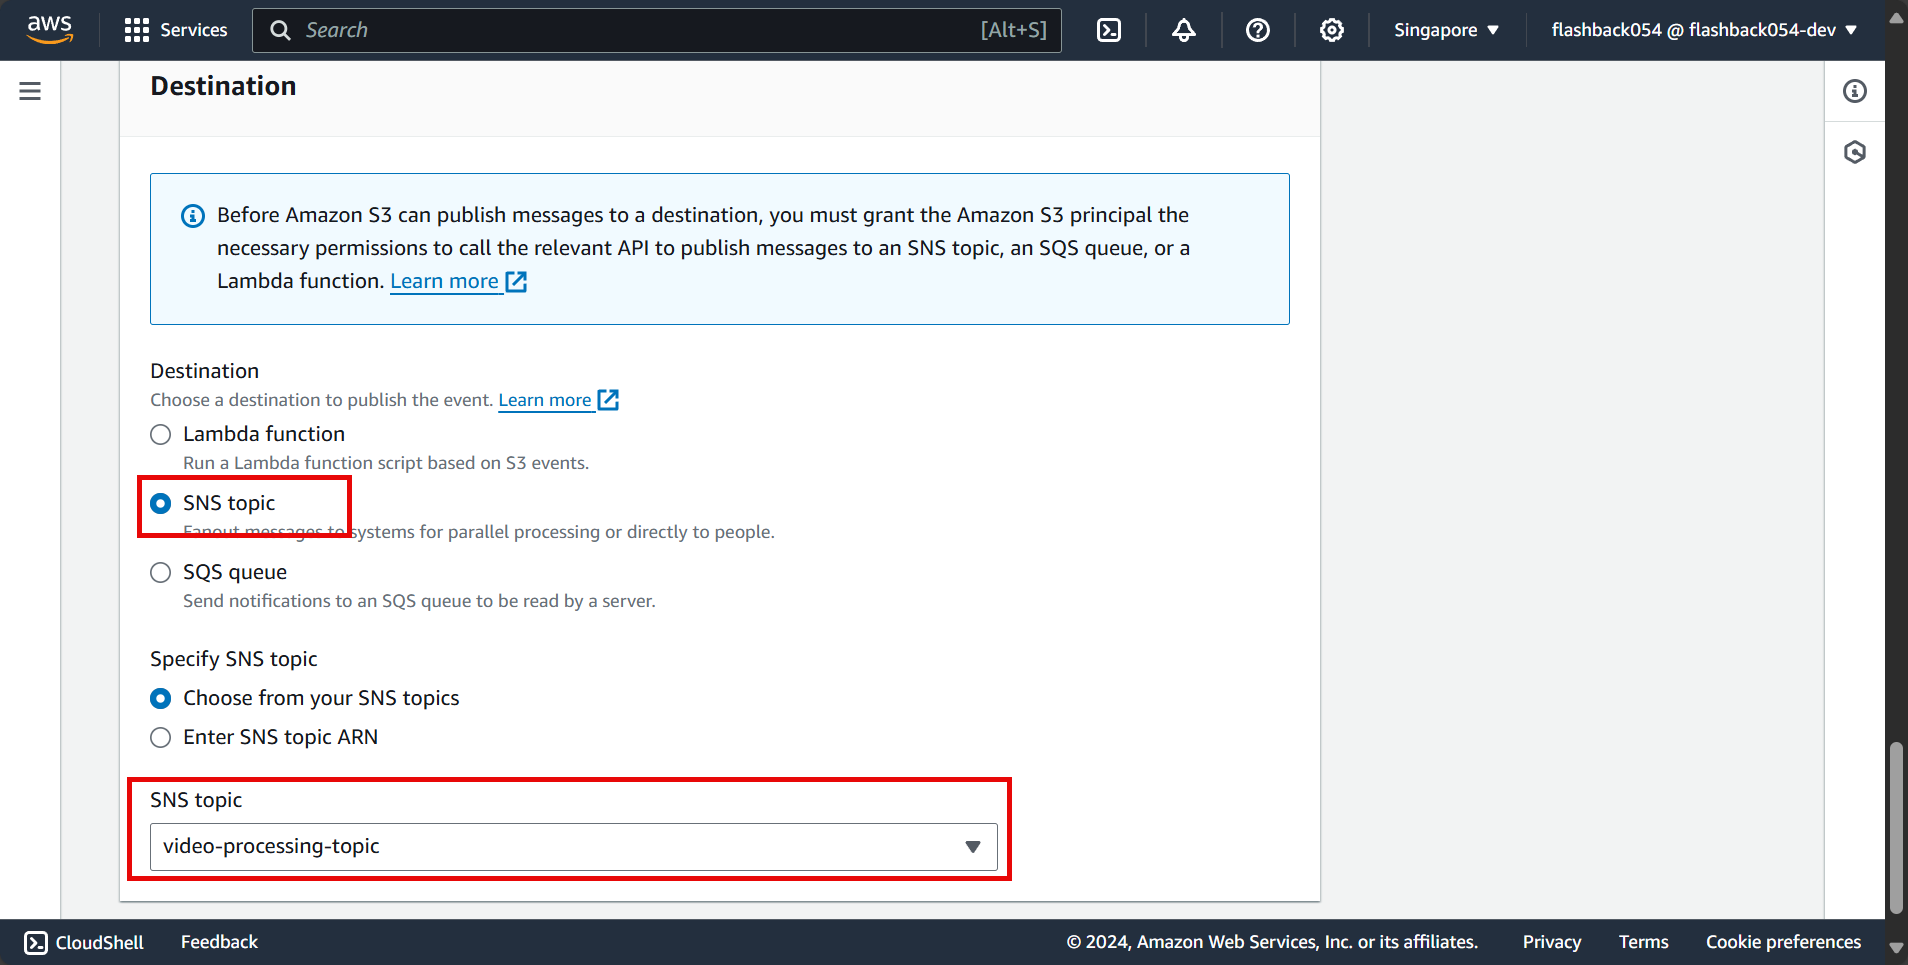 aws
Services
Search
[Alt+S]
Singapore
flashback054 @ flashback054-dev
Destination
Before Amazon S3 can publish messages to a destination, you must grant the Amazon S3 principal the
necessary permissions to call the relevant API to publish messages to an SNS topic, an SQS queue, or a
Lambda function. Learn more
Destination
Choose a destination to publish the event. Learn more
Lambda function
Run a Lambda function script based on S3 events.
SNS topic
Fanout messages to systems for parallel processing or directly to people.
SQS queue
Send notifications to an SQS queue to be read by a server.
Specify SNS topic
Choose from your SNS topics
Enter SNS topic ARN
SNS topic
video-processing-topic
CloudShell
Feedback
© 2024, Amazon Web Services, Inc. or its affiliates.
Privacy
Terms
Cookie preferences